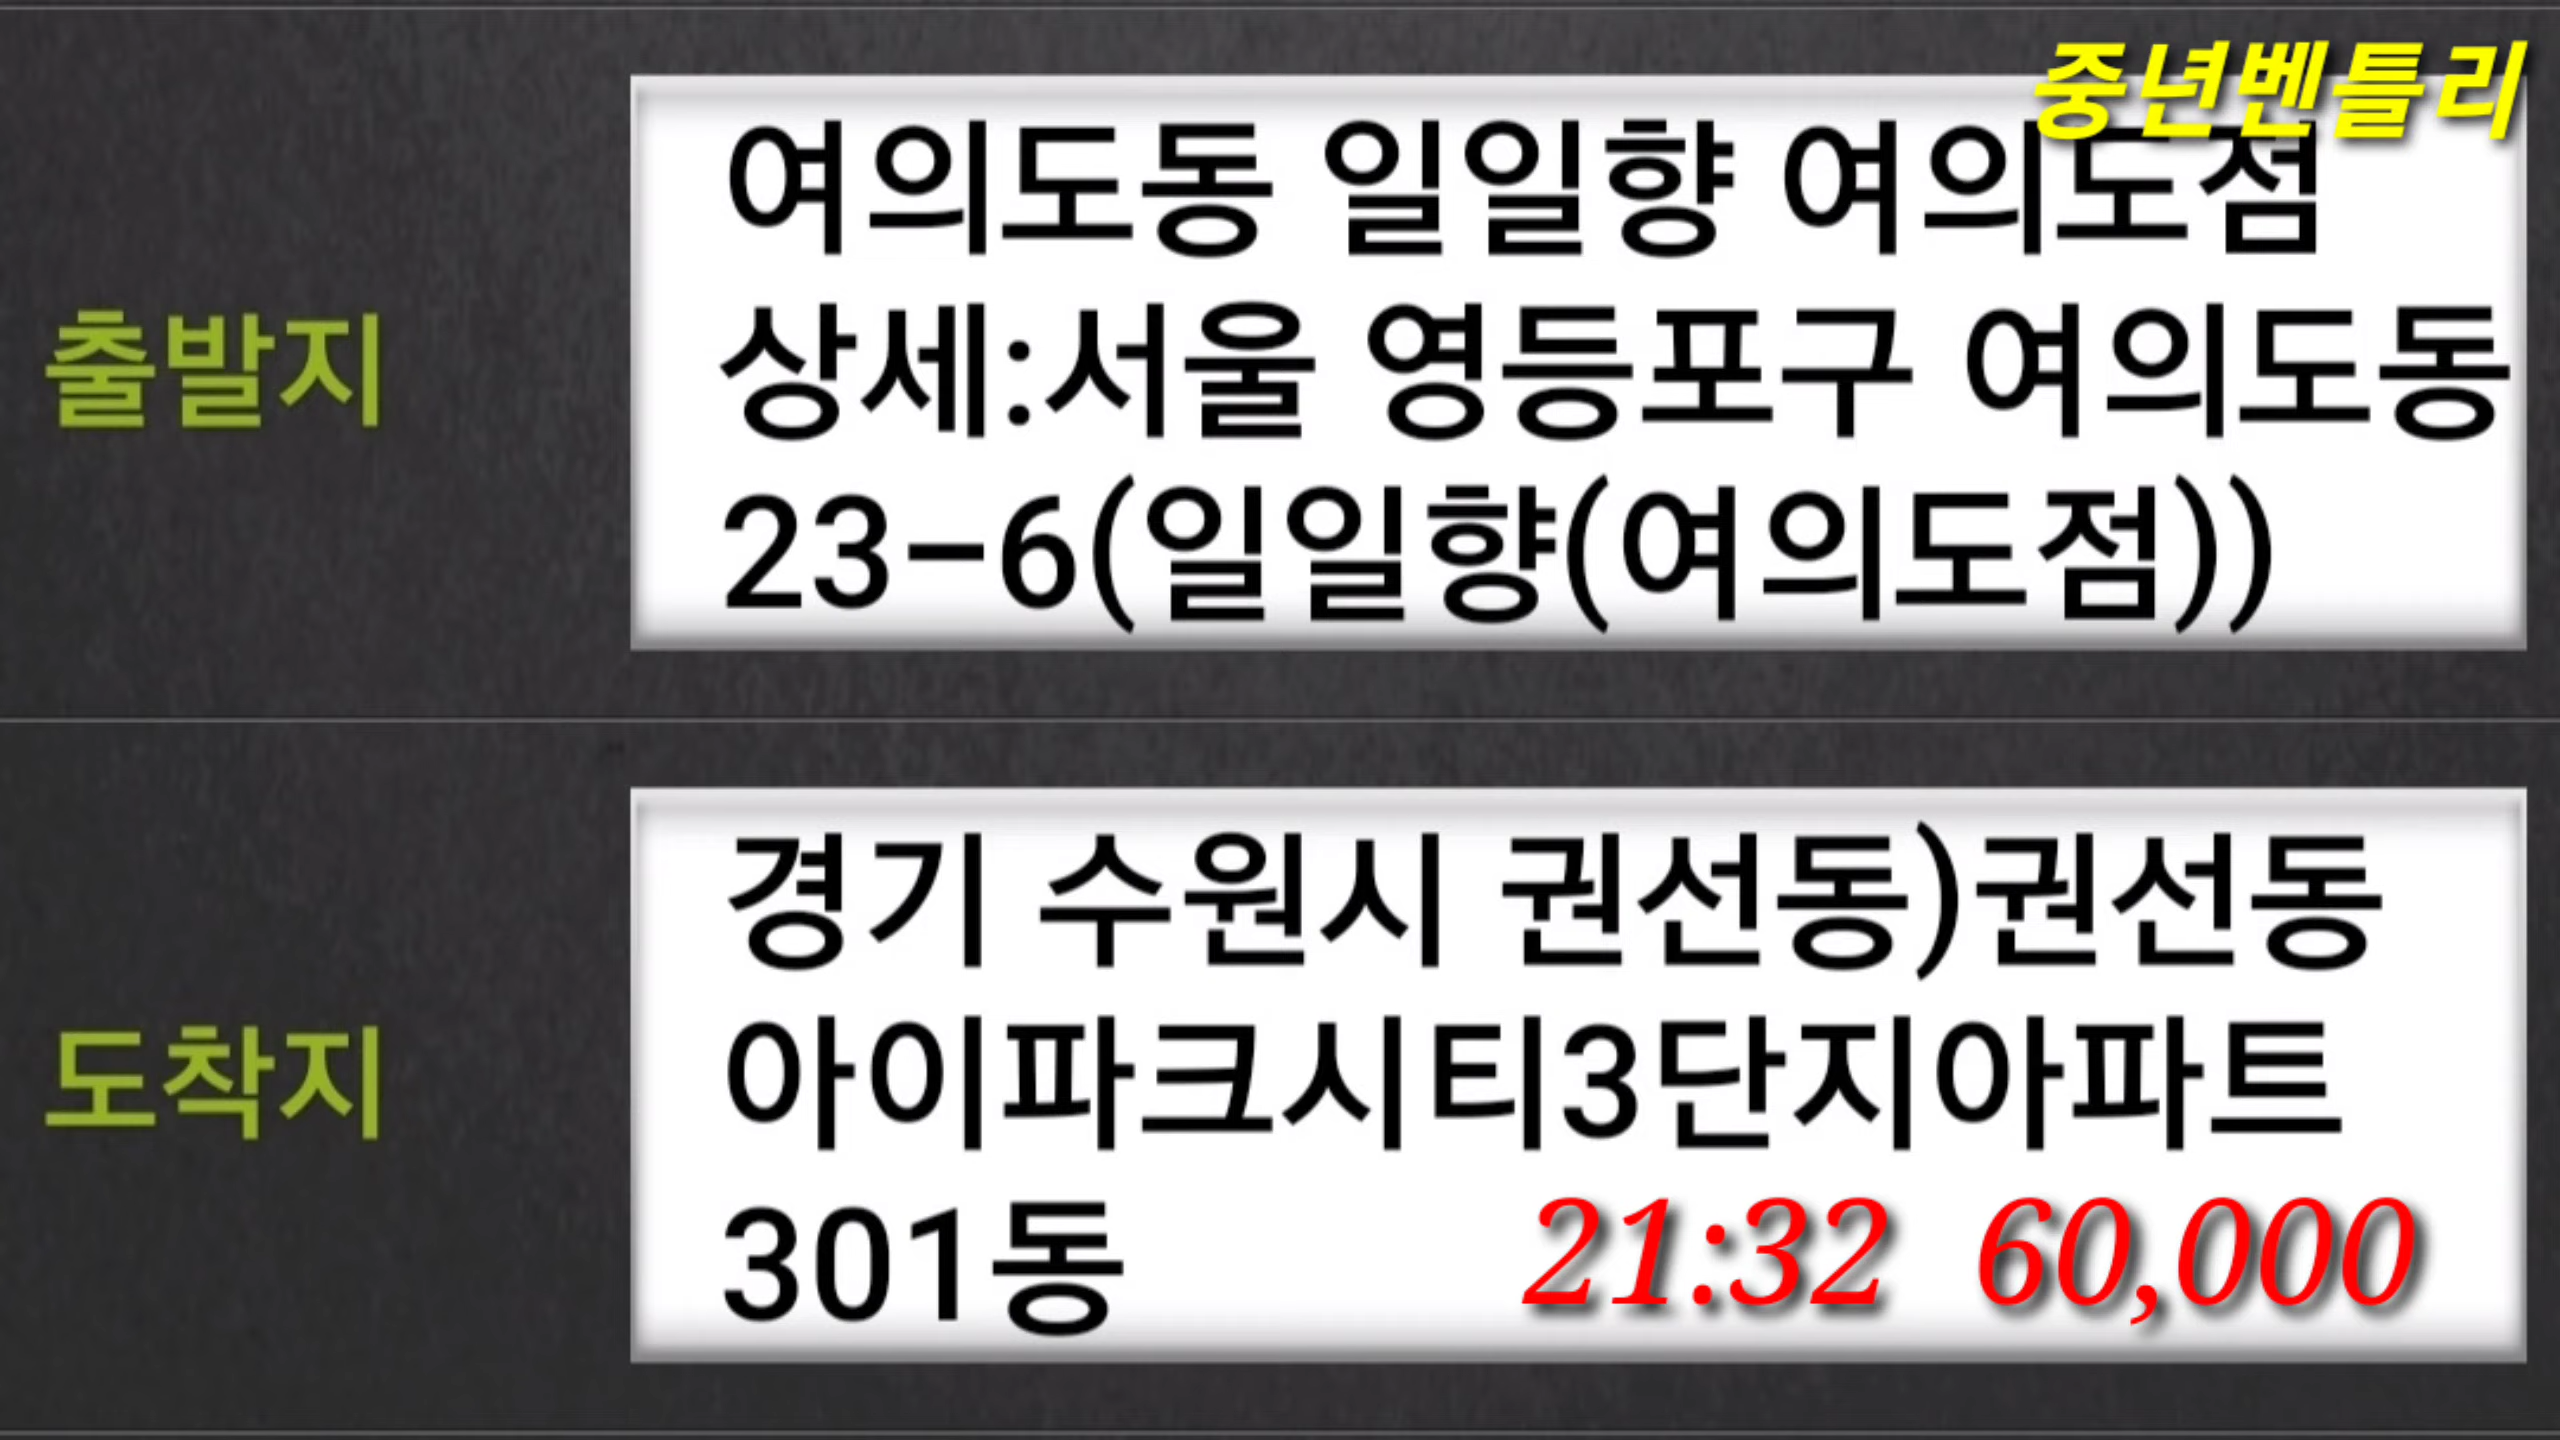 중년벤틀리
출발지
여의도동 일일향 여의도점
상세:서울 영등포구 여의도동
23-6(일일향(여의도점))
도착지
경기 수원시 권선동)권선동
아이파크시티3단지아파트
301동
21:32 60,000